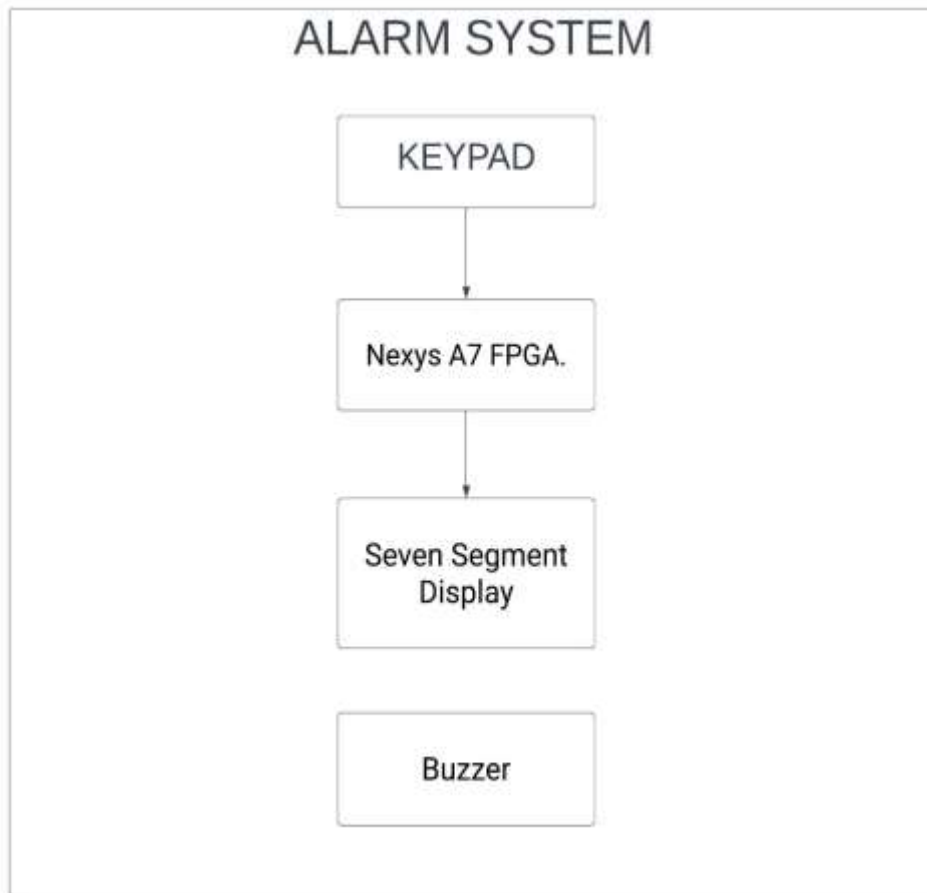 ALARM SYSTEM
KEYPAD
Nexys A7 FPGA.
Seven Segment
Display
Buzzer